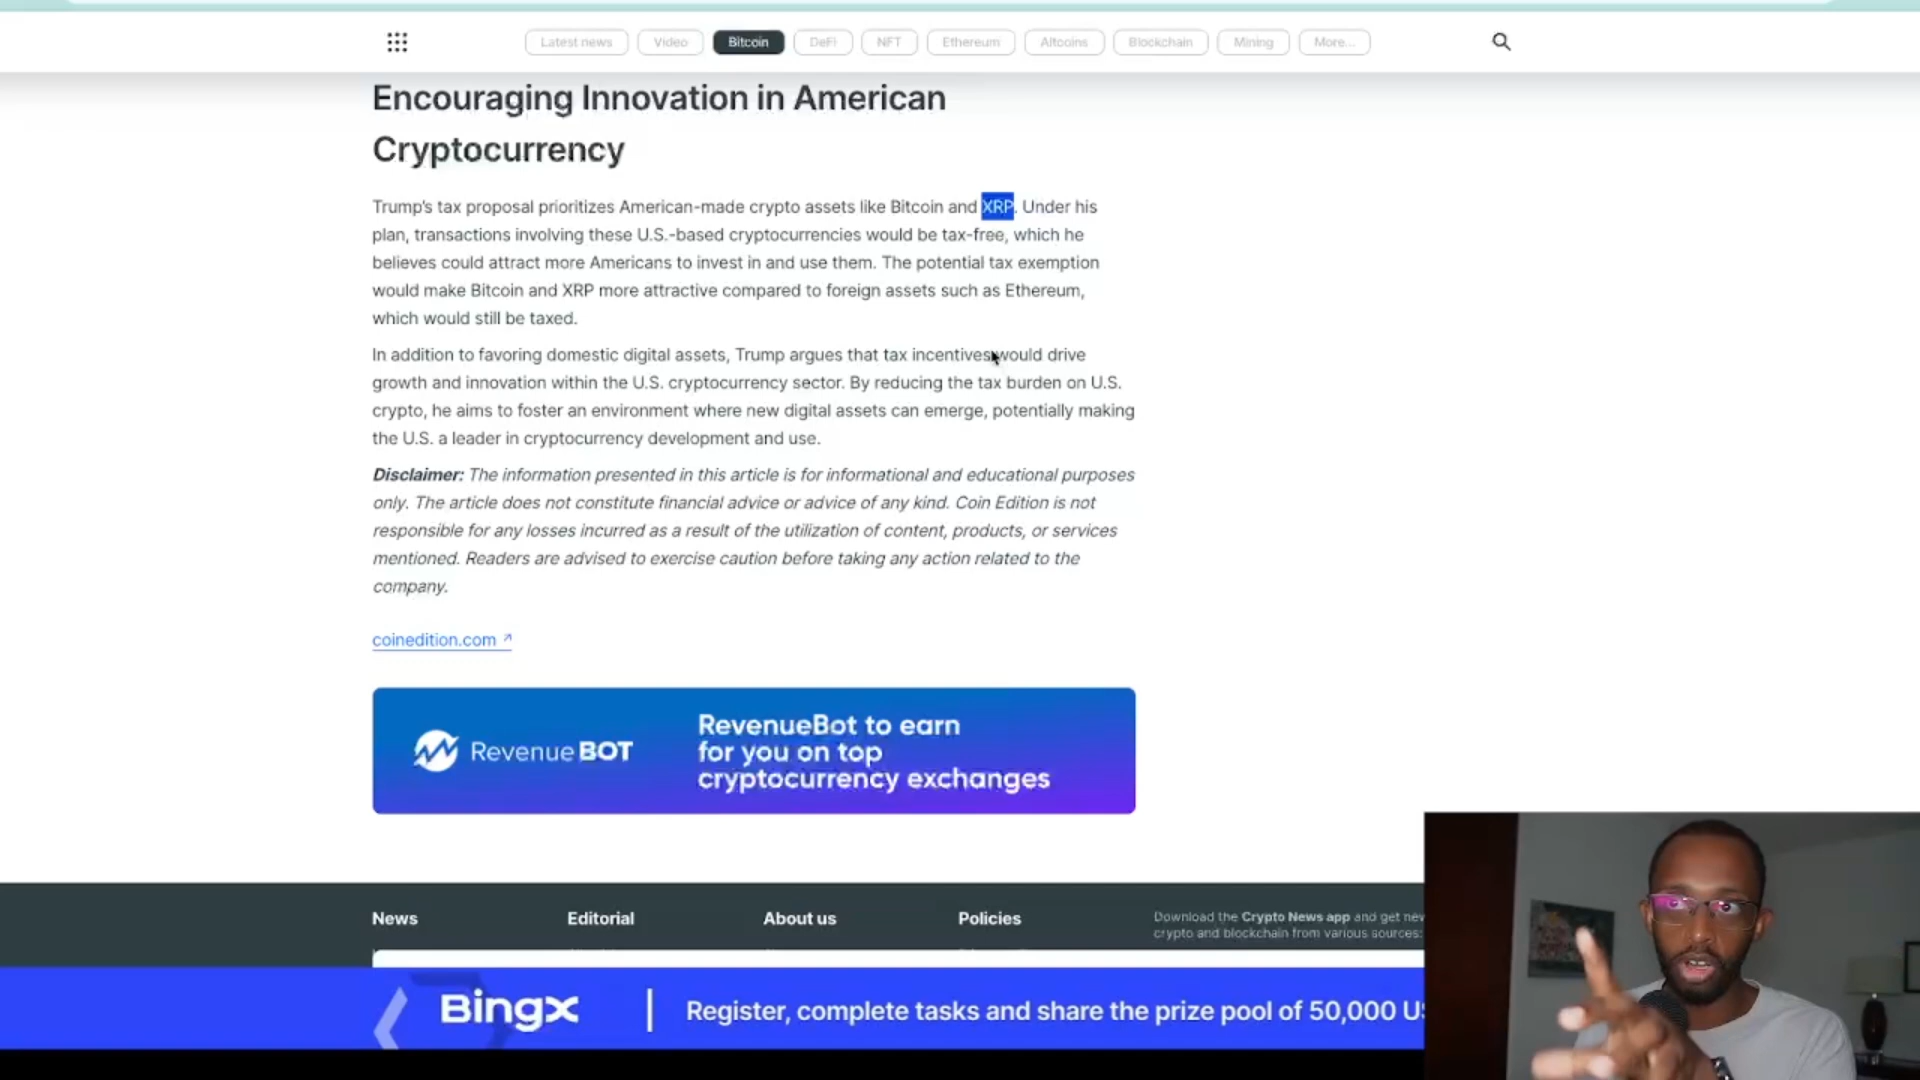 Latest news Video Bitcoin DeFi NFT Ethereum Altcoins Blockchain Mining More...
Encouraging Innovation in American
Cryptocurrency
Trump's tax proposal prioritizes American-made crypto assets like Bitcoin and XRP. Under his
plan, transactions involving these U.S.-based cryptocurrencies would be tax-free, which he
believes could attract more Americans to invest in and use them. The potential tax exemption
would make Bitcoin and XRP more attractive compared to foreign assets such as Ethereum,
which would still be taxed.
In addition to favoring domestic digital assets, Trump argues that tax incentives would drive
growth and innovation within the U.S. cryptocurrency sector. By reducing the tax burden on U.S.
crypto, he aims to foster an environment where new digital assets can emerge, potentially making
the U.S. a leader in cryptocurrency development and use.
Disclaimer: The information presented in this article is for informational and educational purposes
only. The article does not constitute financial advice or advice of any kind. Coin Edition is not
responsible for any losses incurred as a result of the utilization of content, products, or services
mentioned. Readers are advised to exercise caution before taking any action related to the
company.
coinedition.com ↗
Revenue BOT
RevenueBot to earn
for you on top
cryptocurrency exchanges
News Editorial About us Policies
Download the Crypto News app and get
crypto and blockchain from various sources:
BingX | Register, complete tasks and share the prize pool of 50,000